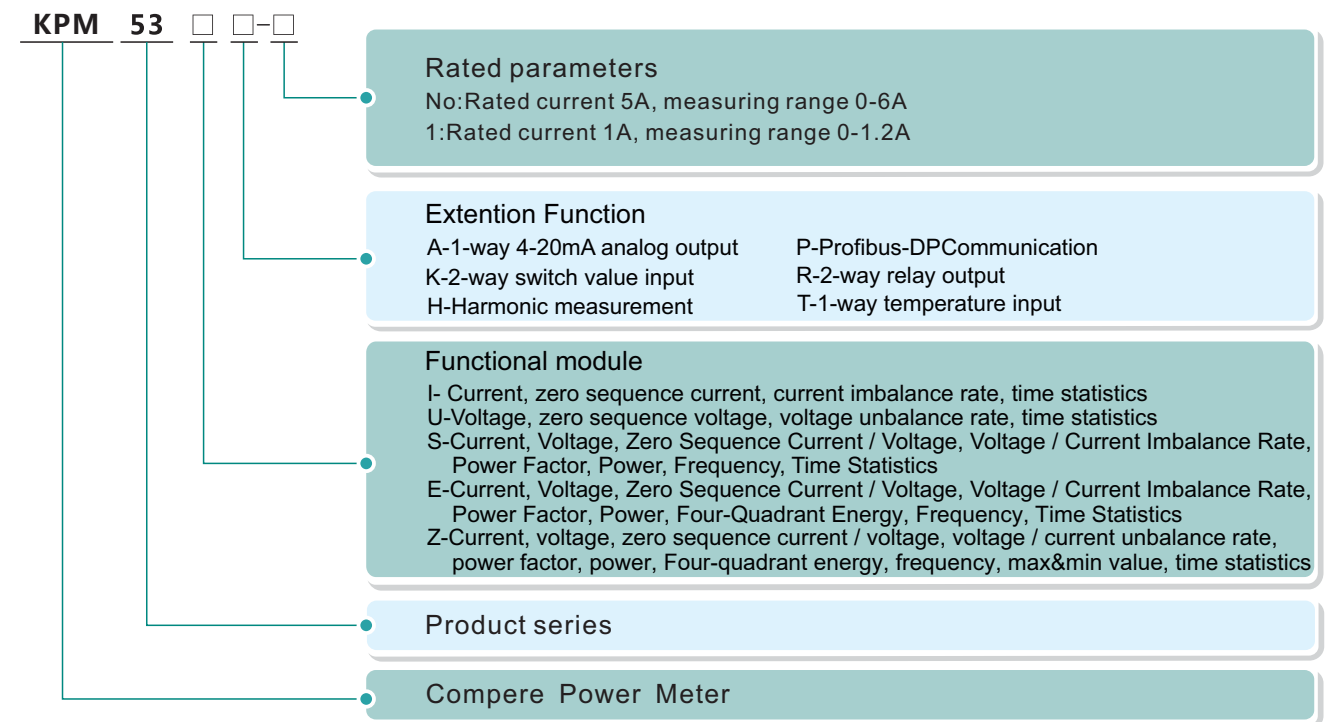 KPM 53 □ □-□
Rated parameters
No:Rated current 5A, measuring range 0-6A
1:Rated current 1A, measuring range 0-1.2A
Extention Function
A-1-way 4-20mA analog output
K-2-way switch value input
H-Harmonic measurement
P-Profibus-DPCommunication
R-2-way relay output
T-1-way temperature input
Functional module
I- Current, zero sequence current, current imbalance rate, time statistics
U-Voltage, zero sequence voltage, voltage unbalance rate, time statistics
S-Current, Voltage, Zero Sequence Current / Voltage, Voltage / Current Imbalance Rate,
Power Factor, Power, Frequency, Time Statistics
E-Current, Voltage, Zero Sequence Current / Voltage, Voltage / Current Imbalance Rate,
Power Factor, Power, Four-Quadrant Energy, Frequency, Time Statistics
Z-Current, voltage, zero sequence current / voltage, voltage / current unbalance rate,
power factor, power, Four-quadrant energy, frequency, max&min value, time statistics
Product series
Compere Power Meter